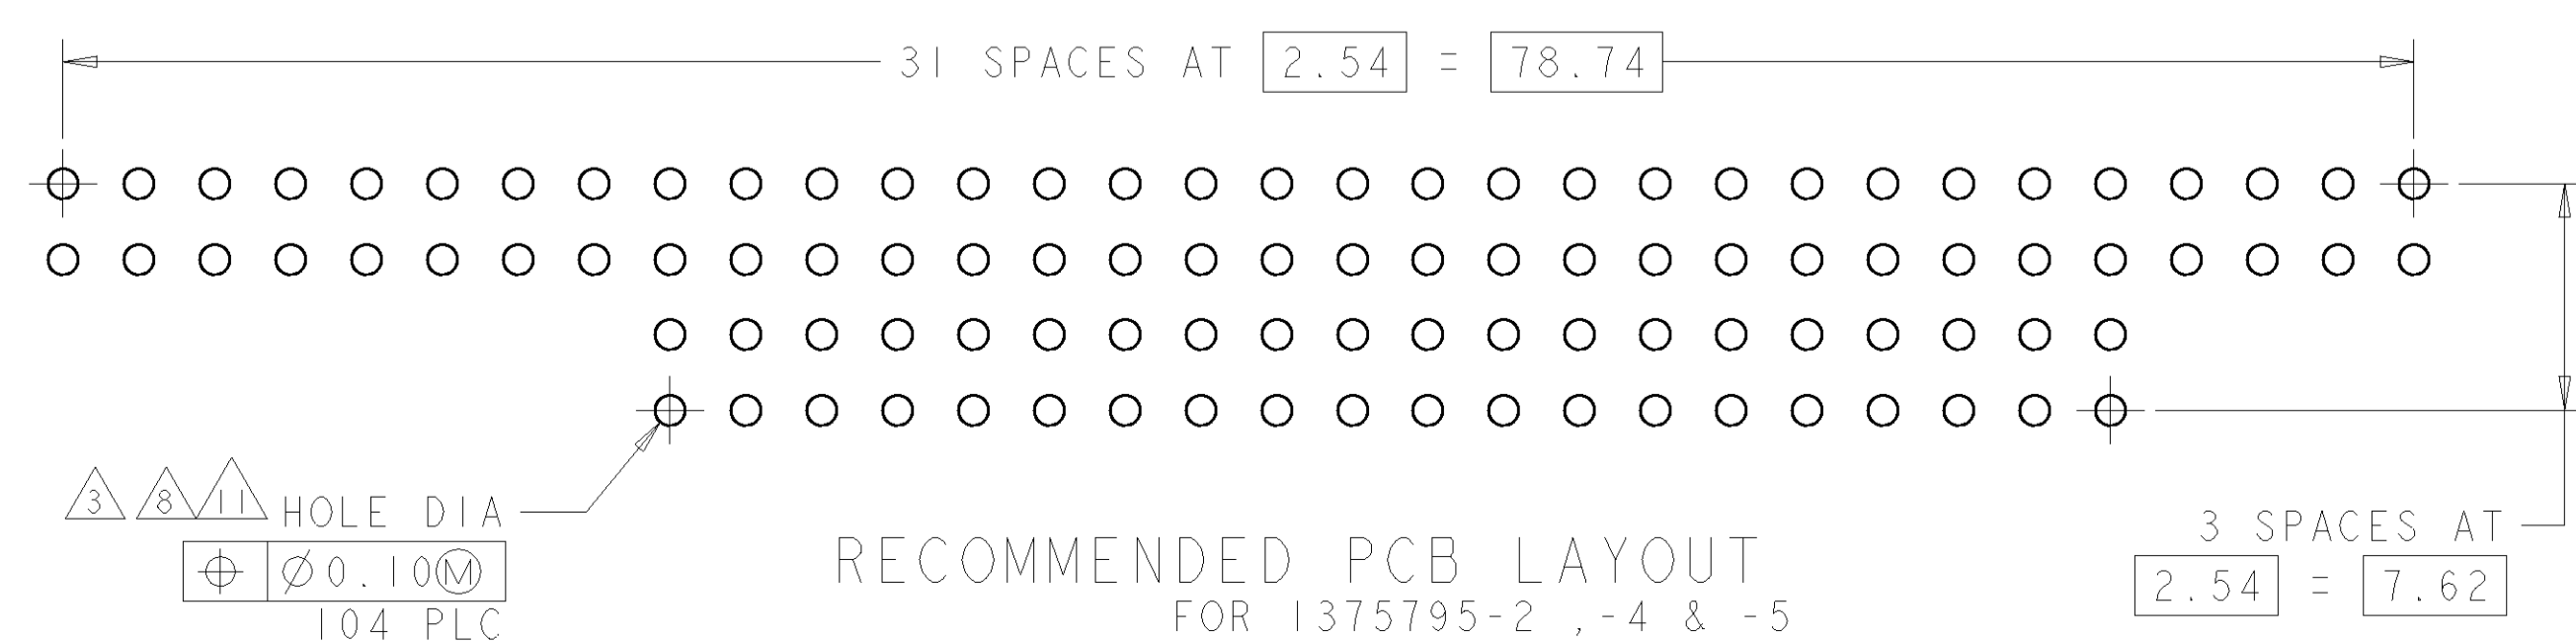 31 SPACES AT 2.54 = 78.74
3 8 11 HOLE DIA
⌖ Ø0.10Ⓜ
104 PLC
RECOMMENDED PCB LAYOUT
FOR 1375795-2 ,-4 & -5
3 SPACES AT
2.54 = 7.62